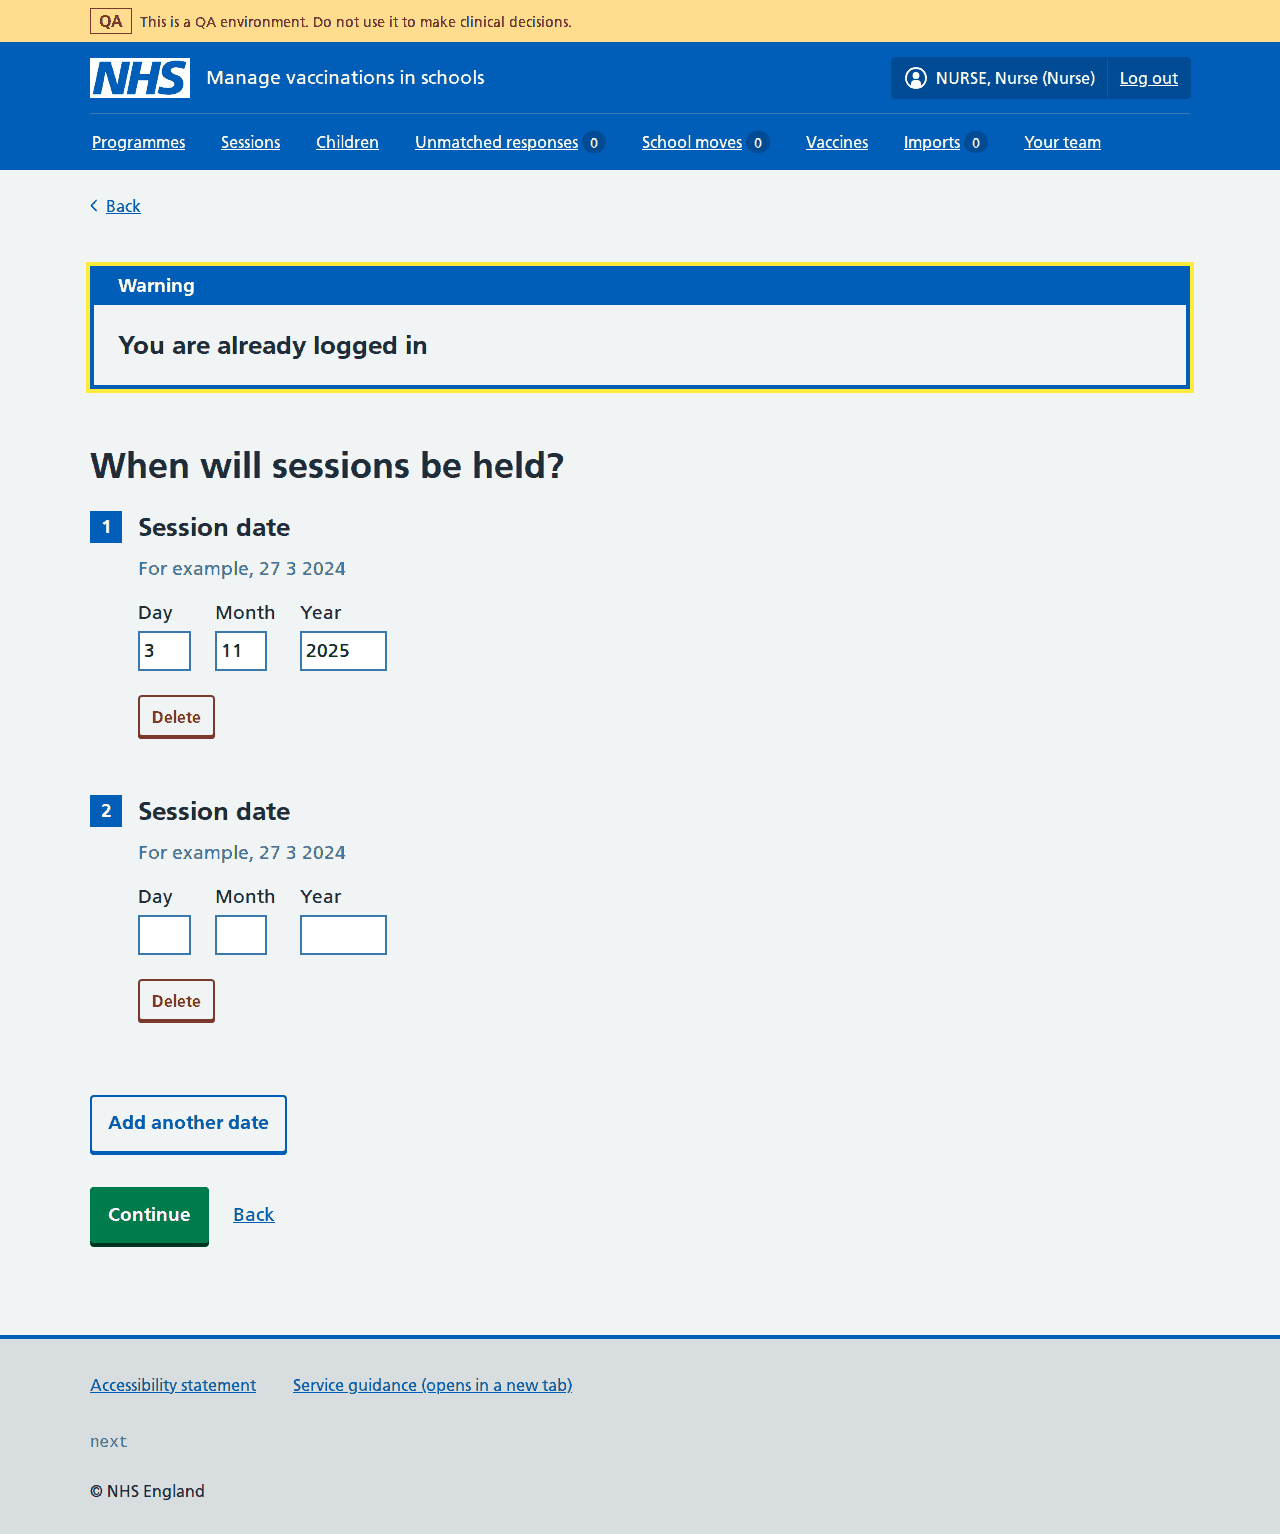 QA This is a QA environment. Do not use it to make clinical decisions.
NHS Manage vaccinations in schools NURSE, Nurse (Nurse) Log out
Programmes Sessions Children Unmatched responses 0 School moves 0 Vaccines Imports 0 Your team
Back
Warning
You are already logged in
When will sessions be held?
1 Session date
For example, 27 3 2024
Day Month Year
3 11 2025
Delete
2 Session date
For example, 27 3 2024
Day Month Year
Delete
Add another date
Continue Back
Accessibility statement Service guidance (opens in a new tab)
next
© NHS England